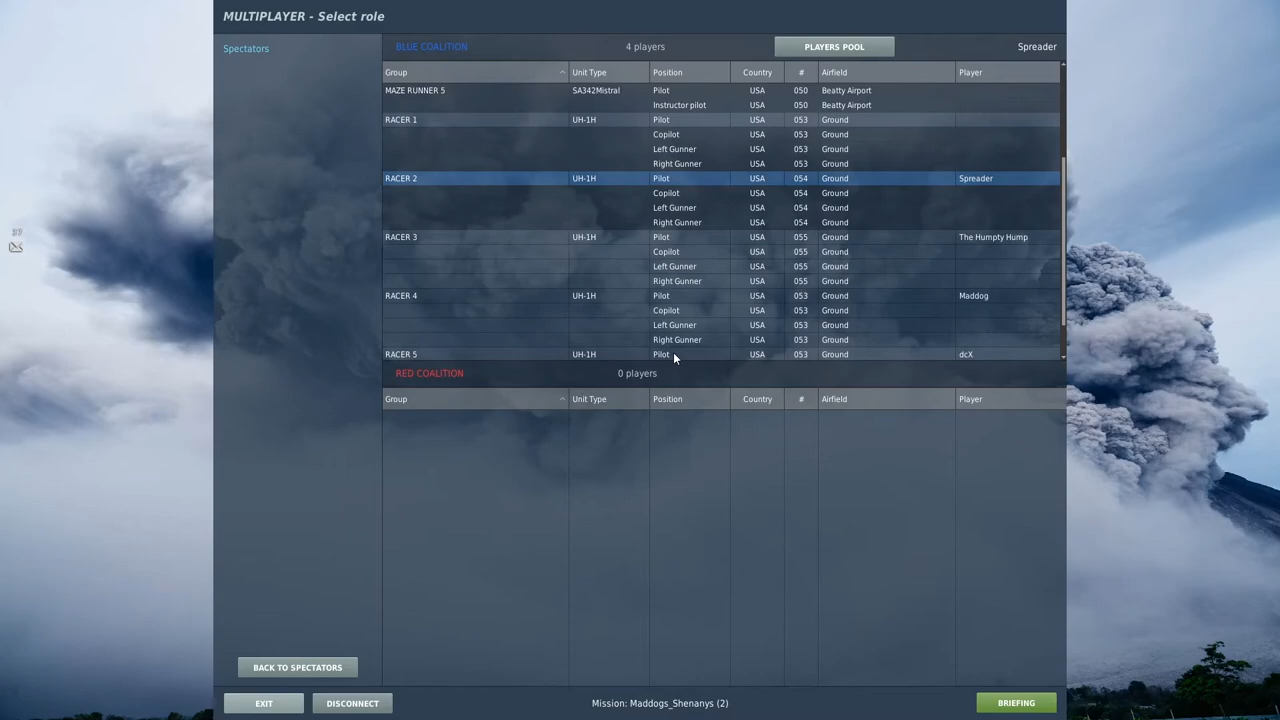 MULTIPLAYER - Select role
Spectators
BLUE COALITION 4 players PLAYERS POOL Spreader
Group Unit Type Position Country # Airfield Player
MAZE RUNNER 5 SA342Mistral Pilot USA 050 Beatty Airport
Instructor pilot USA 050 Beatty Airport
RACER 1 UH-1H Pilot USA 053 Ground
Copilot USA 053 Ground
Left Gunner USA 053 Ground
Right Gunner USA 053 Ground
RACER 2 UH-1H Pilot USA 054 Ground Spreader
Copilot USA 054 Ground
Left Gunner USA 054 Ground
Right Gunner USA 054 Ground
37
RACER 3 UH-1H Pilot USA 055 Ground The Humpty Hump
Copilot USA 055 Ground
Left Gunner USA 055 Ground
Right Gunner USA 055 Ground
RACER 4 UH-1H Pilot USA 053 Ground Maddog
Copilot USA 053 Ground
Left Gunner USA 053 Ground
Right Gunner USA 053 Ground
RACER 5 UH-1H Pilot USA 053 Ground dcX
RED COALITION 0 players
Group Unit Type Position Country # Airfield Player
BACK TO SPECTATORS
EXIT DISCONNECT Mission: Maddogs_Shenanys (2) BRIEFING